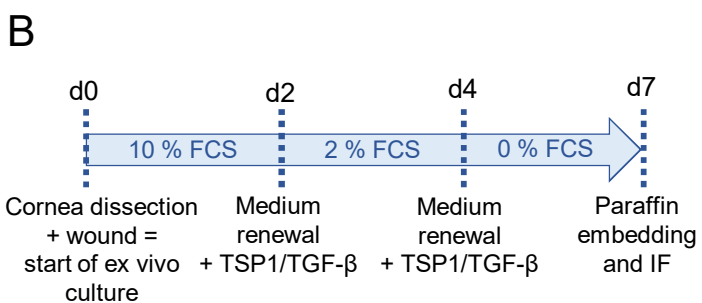 B
d0
d2
d4
d7
10 % FCS
2 % FCS
0 % FCS
Cornea dissection
+ wound =
start of ex vivo
culture
Medium
renewal
+ TSP1/TGF-β
Medium
renewal
+ TSP1/TGF-β
Paraffin
embedding
and IF